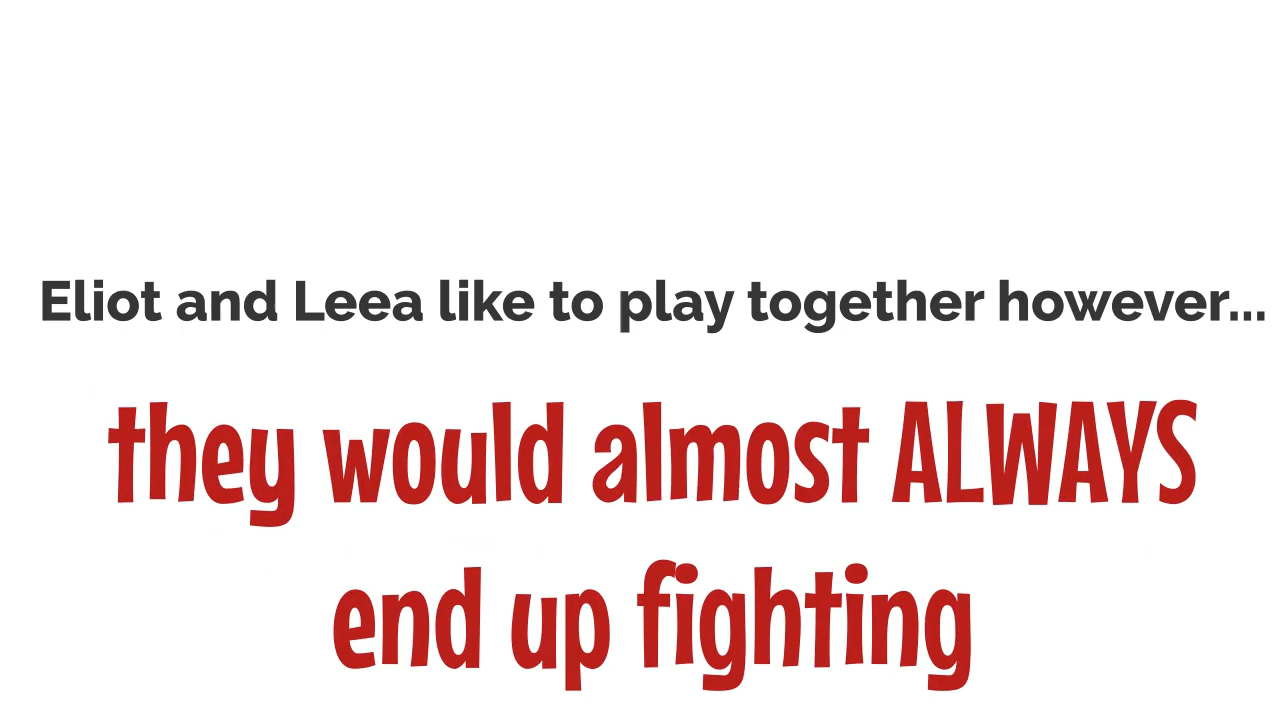 Eliot and Leea like to play together however...
they would almost ALWAYS
end up fighting